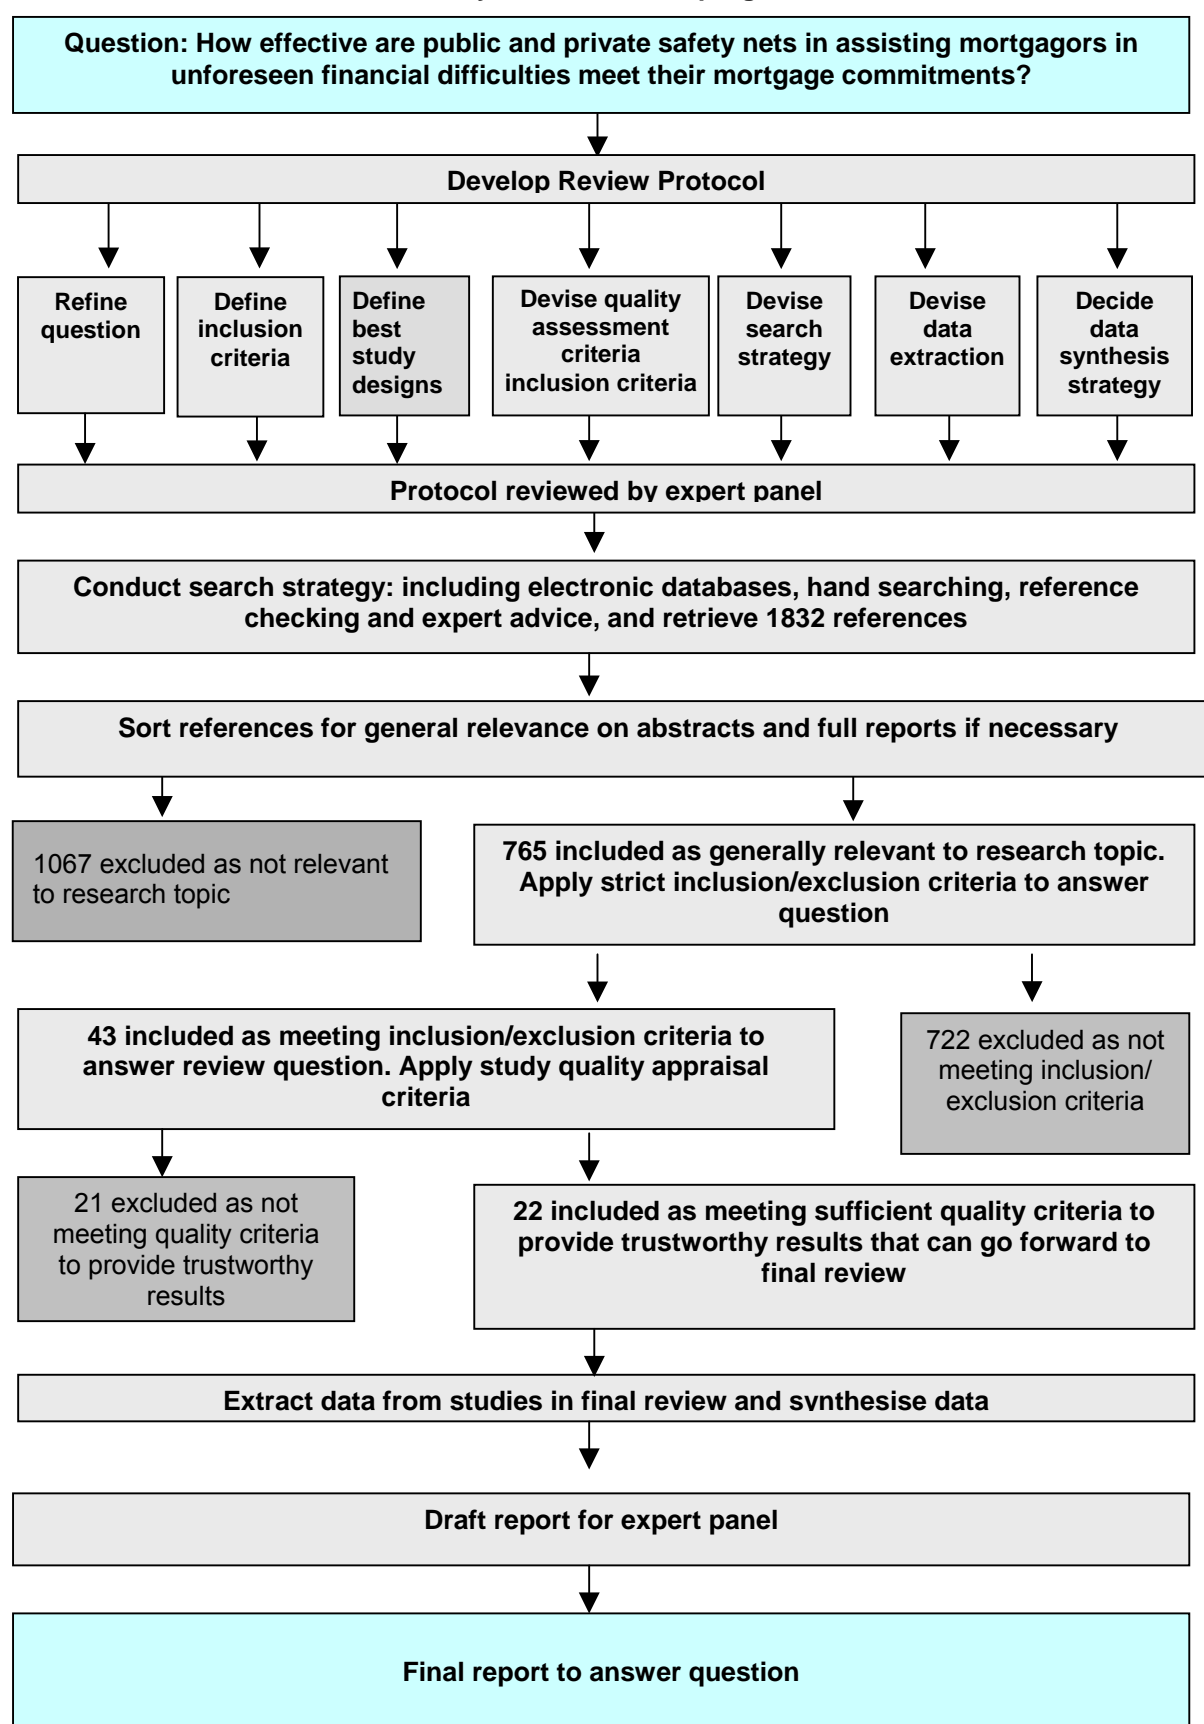 Question: How effective are public and private safety nets in assisting mortgagors in
unforeseen financial difficulties meet their mortgage commitments?
Develop Review Protocol
Refine
question
Define
inclusion
criteria
Define
best
study
designs
Devise quality
assessment
criteria
inclusion criteria
Devise
search
strategy
Devise
data
extraction
Decide
data
synthesis
strategy
Protocol reviewed by expert panel
Conduct search strategy: including electronic databases, hand searching, reference
checking and expert advice, and retrieve 1832 references
Sort references for general relevance on abstracts and full reports if necessary
1067 excluded as not relevant
to research topic
765 included as generally relevant to research topic.
Apply strict inclusion/exclusion criteria to answer
question
43 included as meeting inclusion/exclusion criteria to
answer review question. Apply study quality appraisal
criteria
722 excluded as not
meeting inclusion/
exclusion criteria
21 excluded as not
meeting quality criteria
to provide trustworthy
results
22 included as meeting sufficient quality criteria to
provide trustworthy results that can go forward to
final review
Extract data from studies in final review and synthesise data
Draft report for expert panel
Final report to answer question